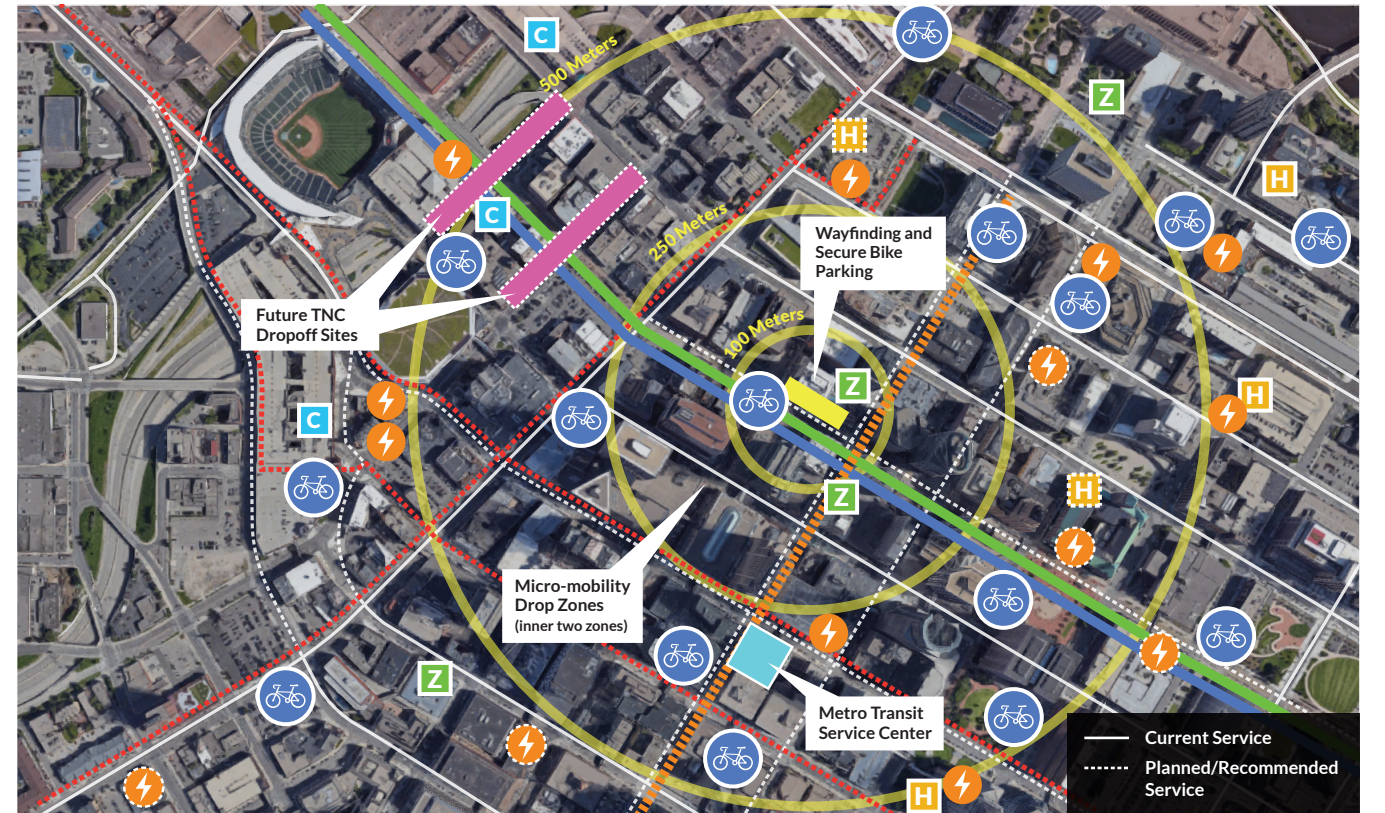 C
500 Meters
Z
H
H
C
250 Meters
Wayfinding and
Secure Bike
Parking
Future TNC
Dropoff Sites
100 Meters
Z
H
C
H
Z
Micro-mobility
Drop Zones
(inner two zones)
Z
Metro Transit
Service Center
H
Current Service
Planned/Recommended
Service